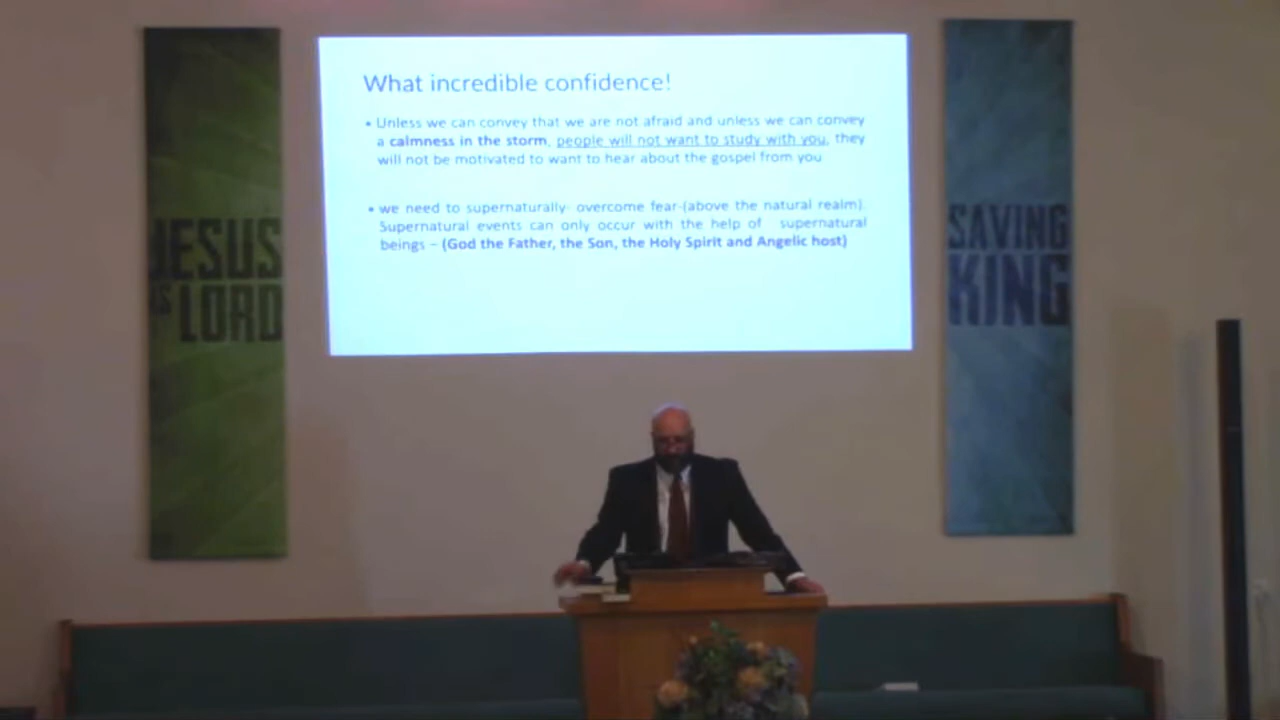 What incredible confidence!
• Unless we can convey that we are not afraid and unless we can convey
a calmness in the storm, people will not want to study with you, they
will not be motivated to want to hear about the gospel from you
• we need to supernaturally- overcome fear-(above the natural realm).
Supernatural events can only occur with the help of supernatural
beings – (God the Father, the Son, the Holy Spirit and Angelic host)
JESUS
IS LORD
SAVING
KING